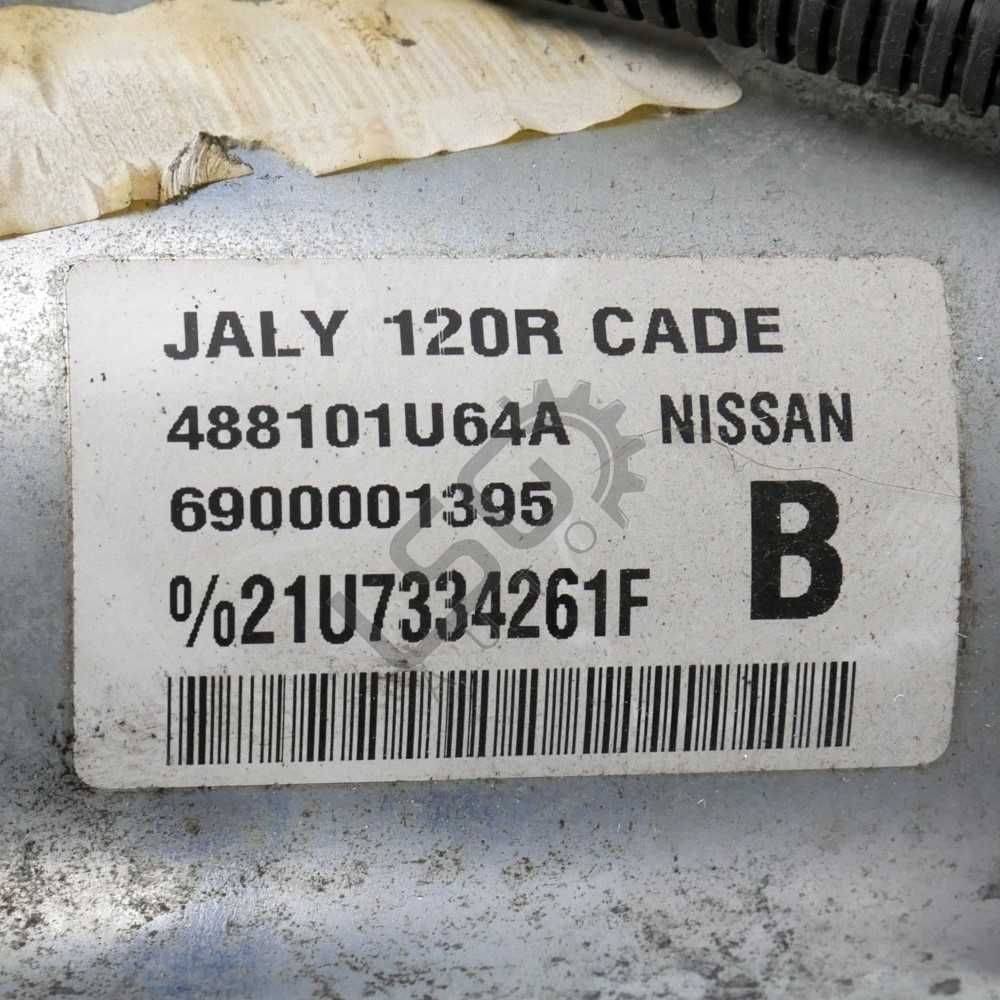 JALY 120R CADE
488101U64A NISSAN
6900001395
B
%21U7334261F